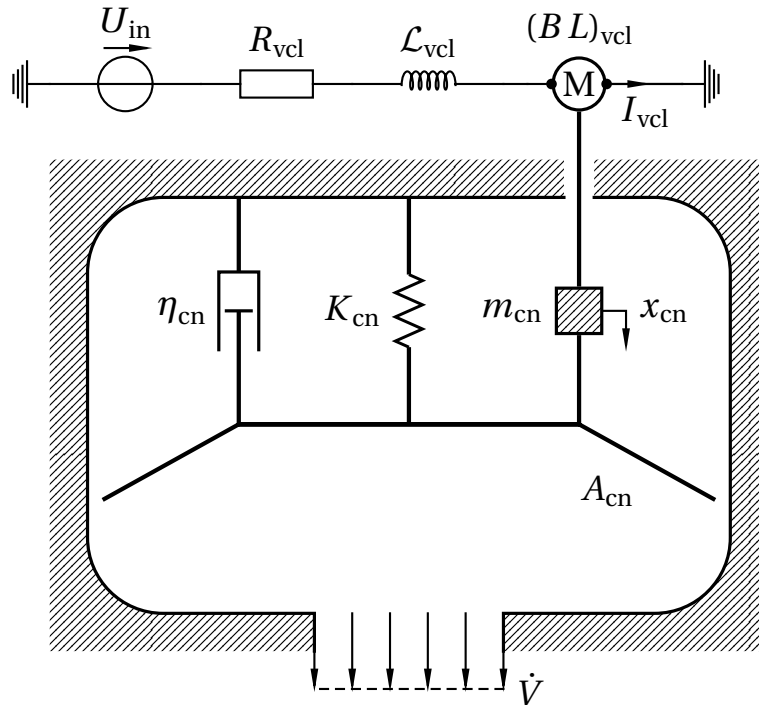 U_in
R_vcl
ℒ_vcl
(B L)_vcl
M
I_vcl
η_cn
K_cn
m_cn
x_cn
A_cn
V̇